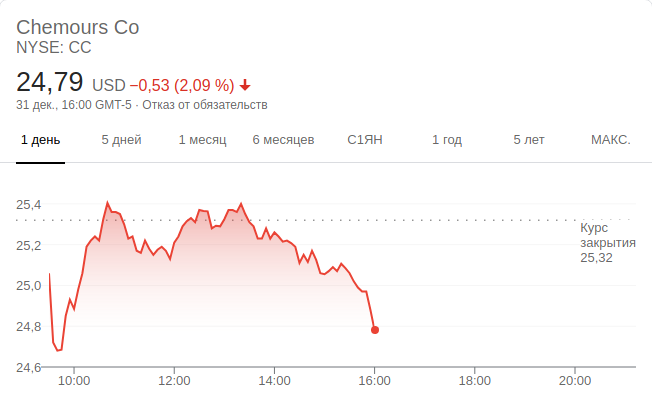 Chemours Co
NYSE: CC
24,79 USD −0,53 (2,09 %)
31 дек., 16:00 GMT-5 · Отказ от обязательств
1 день 5 дней 1 месяц 6 месяцев С1ЯН 1 год 5 лет МАКС.
25,4
Курс
закрытия
25,32
25,2
25,0
24,8
24,6
10:00 12:00 14:00 16:00 18:00 20:00